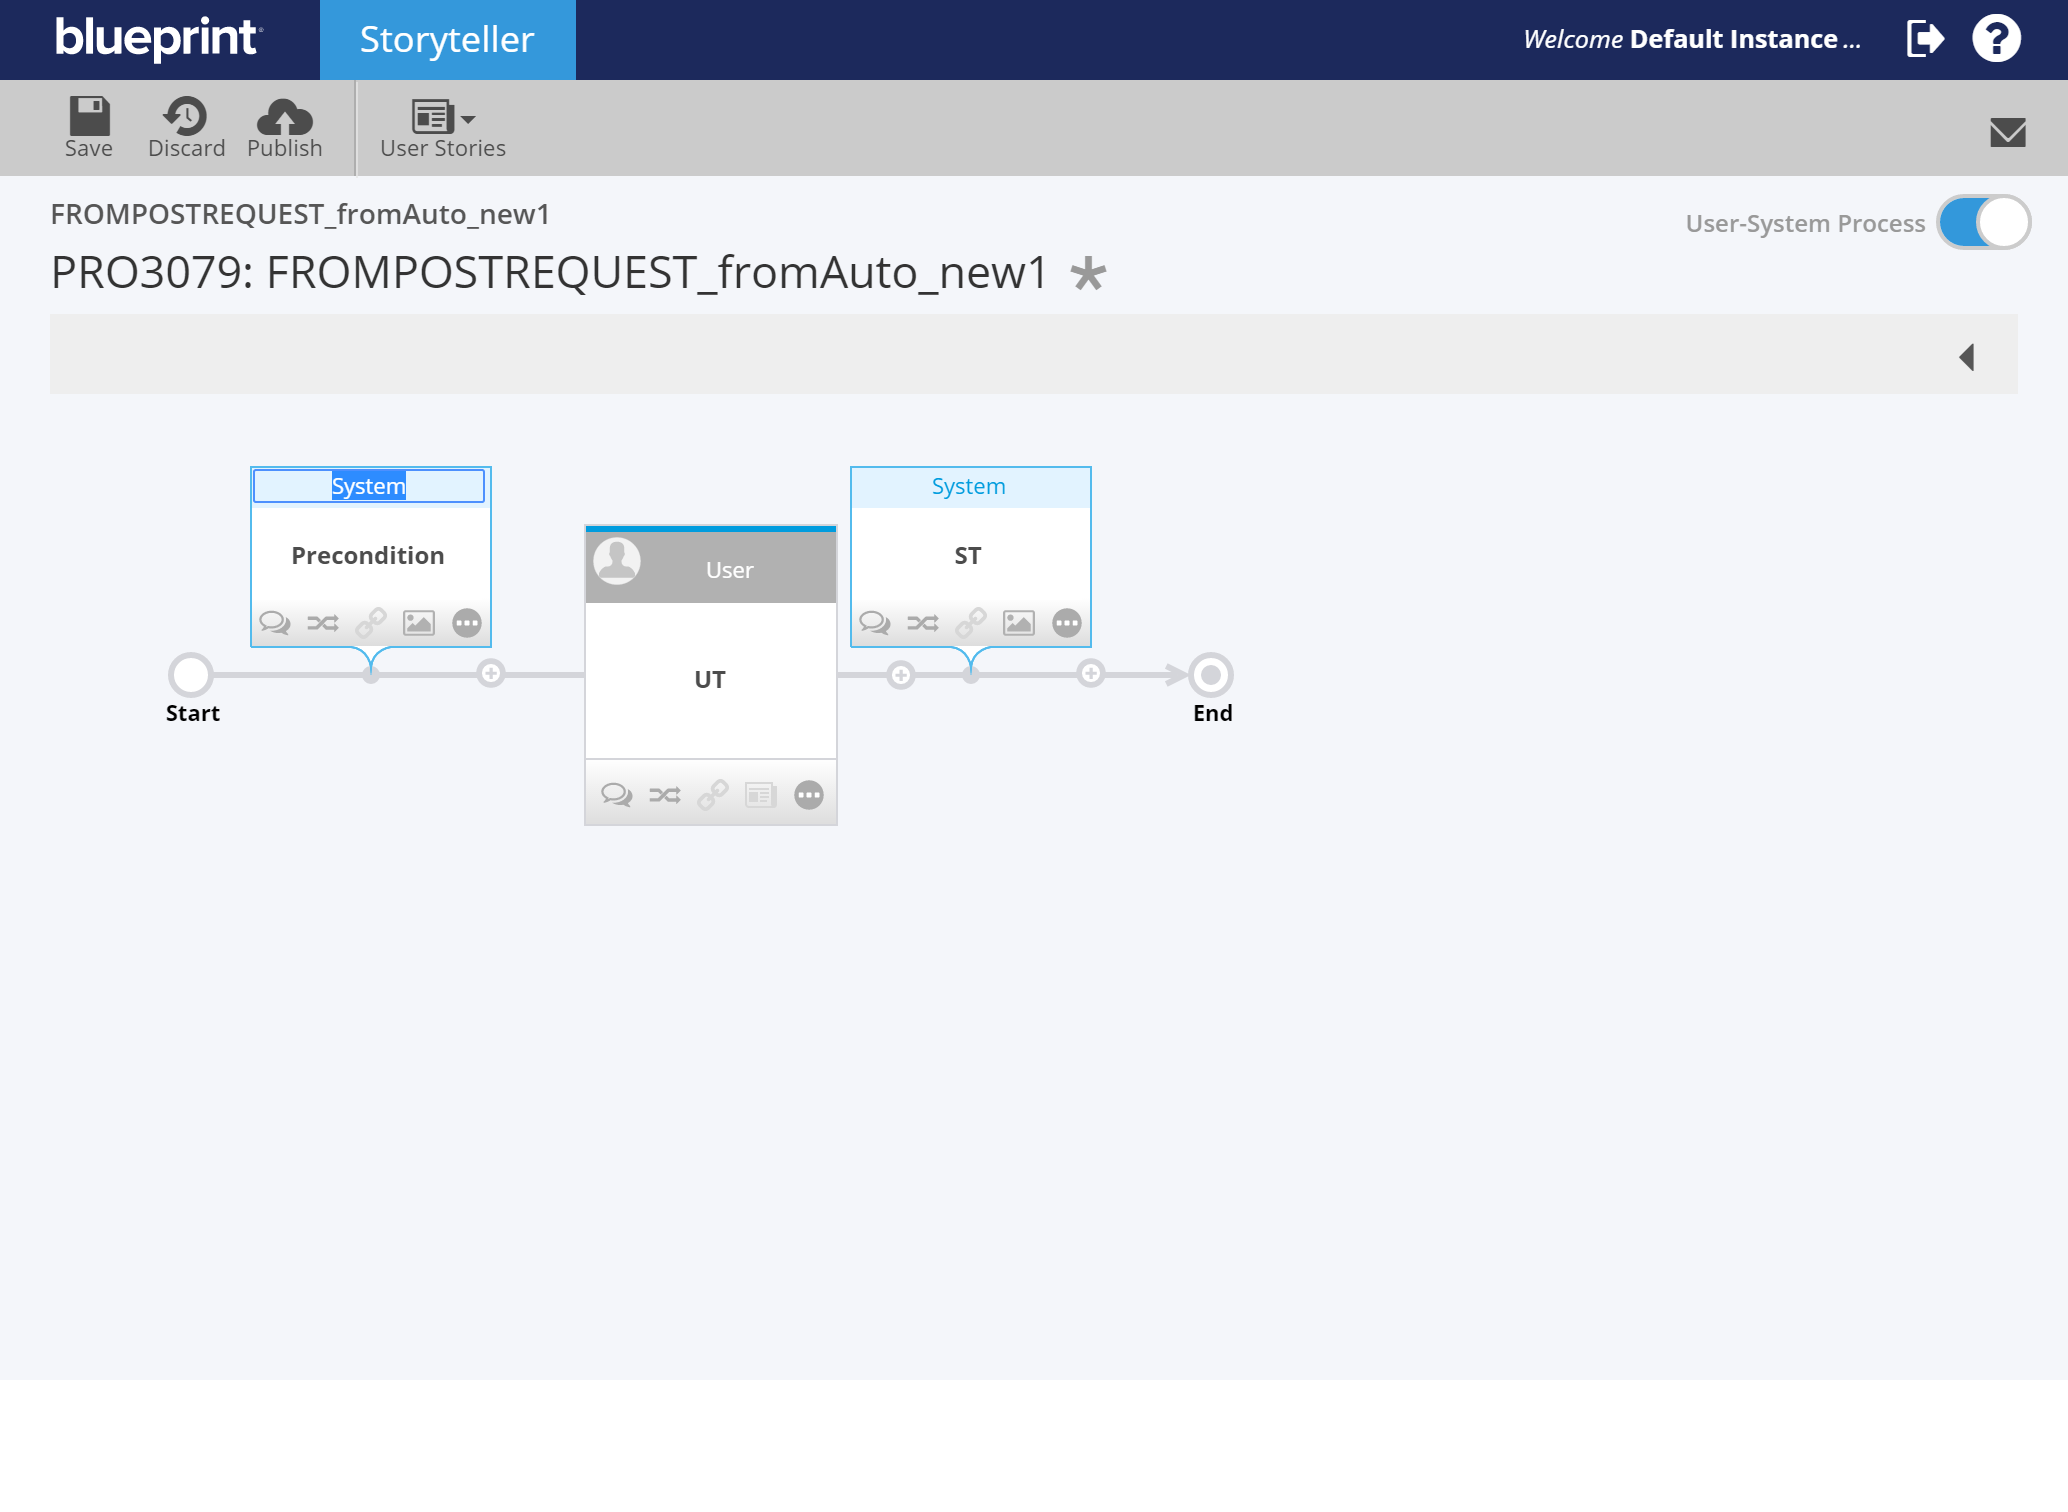 blueprint
Storyteller
Welcome Default Instance ...
Save
Discard
Publish
User Stories
FROMPOSTREQUEST_fromAuto_new1
User-System Process
PRO3079: FROMPOSTREQUEST_fromAuto_new1 *
System
System
Precondition
ST
User
UT
Start
End